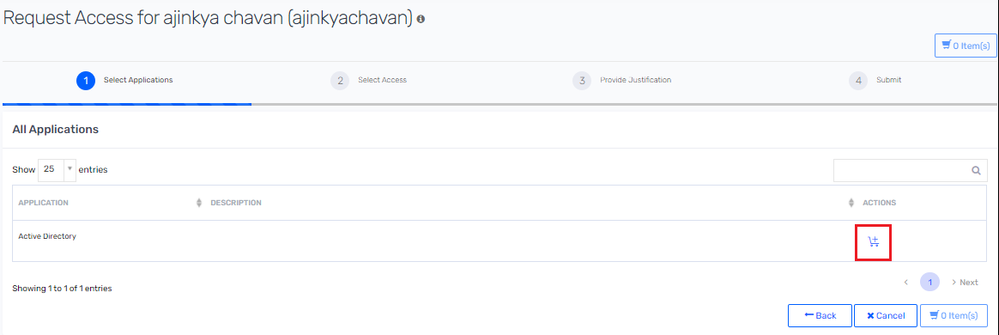 Request Access for ajinkya chavan (ajinkyachavan)
0 Item(s)
1 Select Applications 2 Select Access 3 Provide Justification 4 Submit
All Applications
Show 25 entries
APPLICATION DESCRIPTION ACTIONS
Active Directory
Showing 1 to 1 of 1 entries
< 1 > Next
Back Cancel 0 Item(s)